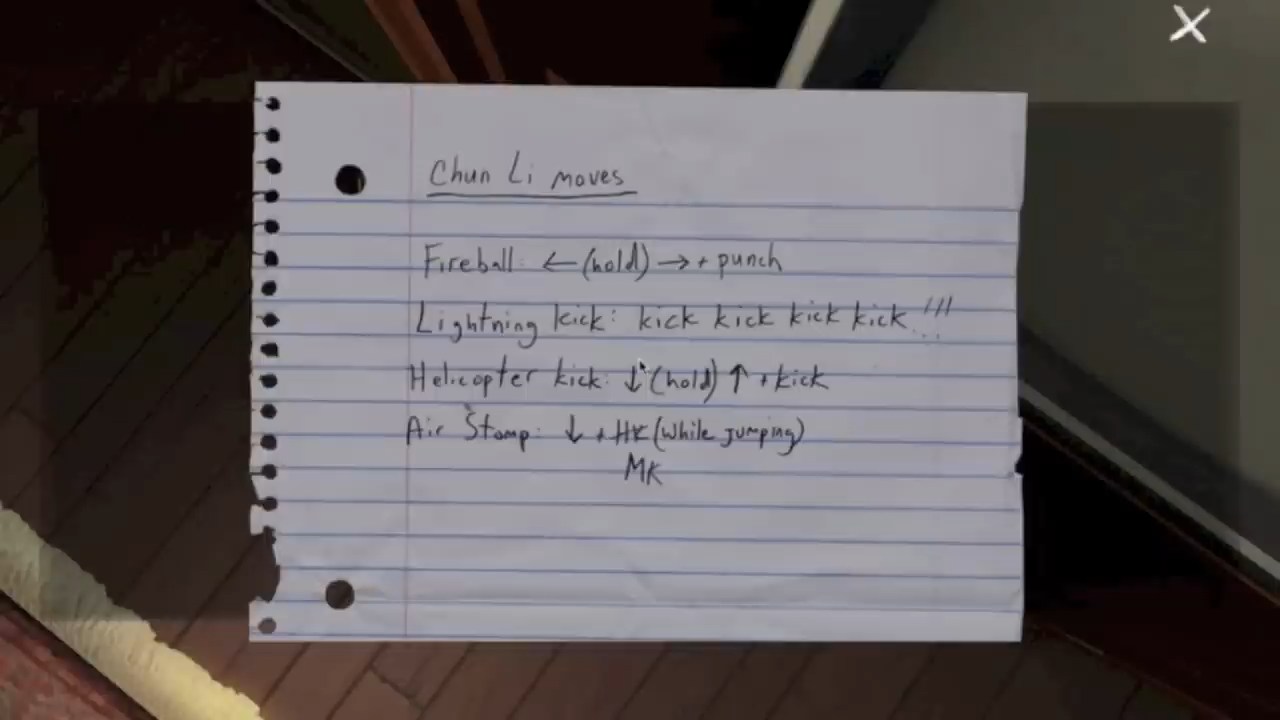 Chun Li moves
Fireball: ← (hold) → + punch
Lightning kick: kick kick kick kick!!!
Helicopter kick: ↓ (hold) ↑ + kick
Air Stomp: ↓ + HK (while jumping)
MK